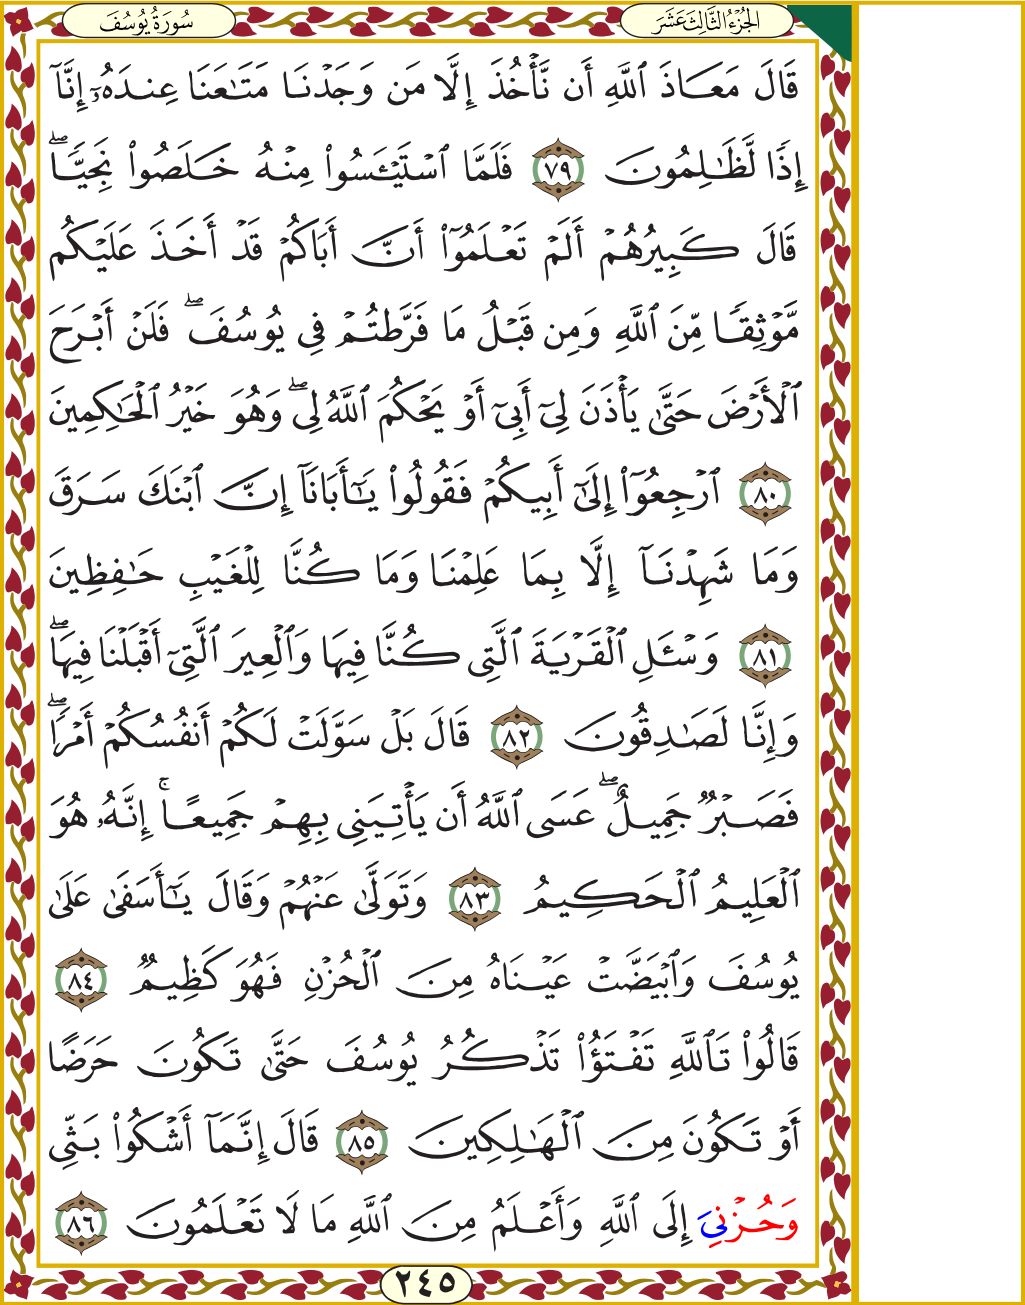 الجُزْءُ الثَّالِثَ عَشَرَ
سُورَةُ يُوسُفَ
قَالَ مَعَاذَ ٱللَّهِ أَن نَّأۡخُذَ إِلَّا مَن وَجَدۡنَا مَتَٰعَنَا عِندَهُۥٓ إِنَّآ
إِذٗا لَّظَٰلِمُونَ ٧٩ فَلَمَّا ٱسۡتَيۡـَٔسُواْ مِنۡهُ خَلَصُواْ نَجِيّٗاۖ
قَالَ كَبِيرُهُمۡ أَلَمۡ تَعۡلَمُوٓاْ أَنَّ أَبَاكُمۡ قَدۡ أَخَذَ عَلَيۡكُم
مَّوۡثِقٗا مِّنَ ٱللَّهِ وَمِن قَبۡلُ مَا فَرَّطتُمۡ فِي يُوسُفَۖ فَلَنۡ أَبۡرَحَ
ٱلۡأَرۡضَ حَتَّىٰ يَأۡذَنَ لِيٓ أَبِيٓ أَوۡ يَحۡكُمَ ٱللَّهُ لِيۖ وَهُوَ خَيۡرُ ٱلۡحَٰكِمِينَ
٨٠ ٱرۡجِعُوٓاْ إِلَىٰٓ أَبِيكُمۡ فَقُولُواْ يَٰٓأَبَانَآ إِنَّ ٱبۡنَكَ سَرَقَ
وَمَا شَهِدۡنَآ إِلَّا بِمَا عَلِمۡنَا وَمَا كُنَّا لِلۡغَيۡبِ حَٰفِظِينَ
٨١ وَسۡـَٔلِ ٱلۡقَرۡيَةَ ٱلَّتِي كُنَّا فِيهَا وَٱلۡعِيرَ ٱلَّتِيٓ أَقۡبَلۡنَا فِيهَاۖ
وَإِنَّا لَصَٰدِقُونَ ٨٢ قَالَ بَلۡ سَوَّلَتۡ لَكُمۡ أَنفُسُكُمۡ أَمۡرٗاۖ
فَصَبۡرٞ جَمِيلٌۖ عَسَى ٱللَّهُ أَن يَأۡتِيَنِي بِهِمۡ جَمِيعًاۚ إِنَّهُۥ هُوَ
ٱلۡعَلِيمُ ٱلۡحَكِيمُ ٨٣ وَتَوَلَّىٰ عَنۡهُمۡ وَقَالَ يَٰٓأَسَفَىٰ عَلَىٰ
يُوسُفَ وَٱبۡيَضَّتۡ عَيۡنَاهُ مِنَ ٱلۡحُزۡنِ فَهُوَ كَظِيمٞ ٨٤
قَالُواْ تَٱللَّهِ تَفۡتَؤُاْ تَذۡكُرُ يُوسُفَ حَتَّىٰ تَكُونَ حَرَضًا
أَوۡ تَكُونَ مِنَ ٱلۡهَٰلِكِينَ ٨٥ قَالَ إِنَّمَآ أَشۡكُواْ بَثِّي
وَحُزۡنِيَ إِلَى ٱللَّهِ وَأَعۡلَمُ مِنَ ٱللَّهِ مَا لَا تَعۡلَمُونَ ٨٦
٢٤٥